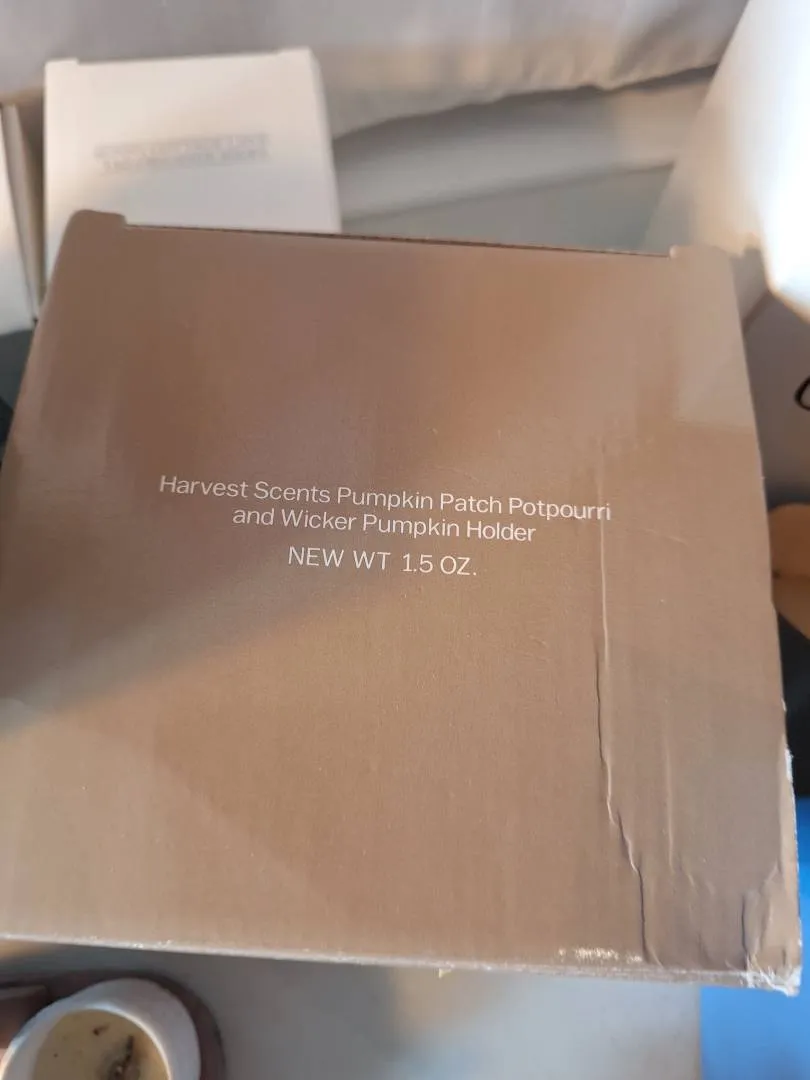 Harvest Scents Pumpkin Patch Potpourri
and Wicker Pumpkin Holder
NEW WT 1.5 OZ.